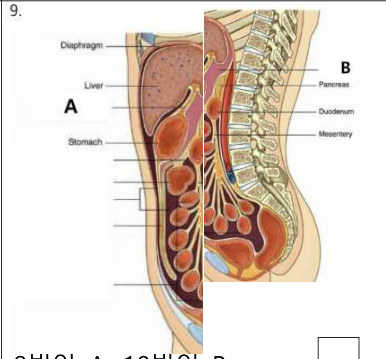 9.
Diaphragm
Liver
A
Stomach
B
Pancreas
Duodenum
Mesentery